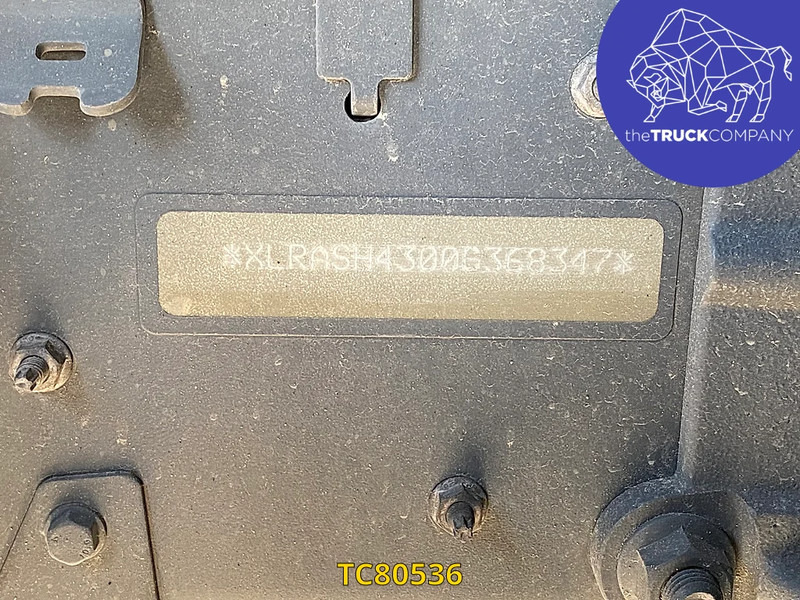 theTRUCKCOMPANY
*XLRASH4300G368347*
TC80536